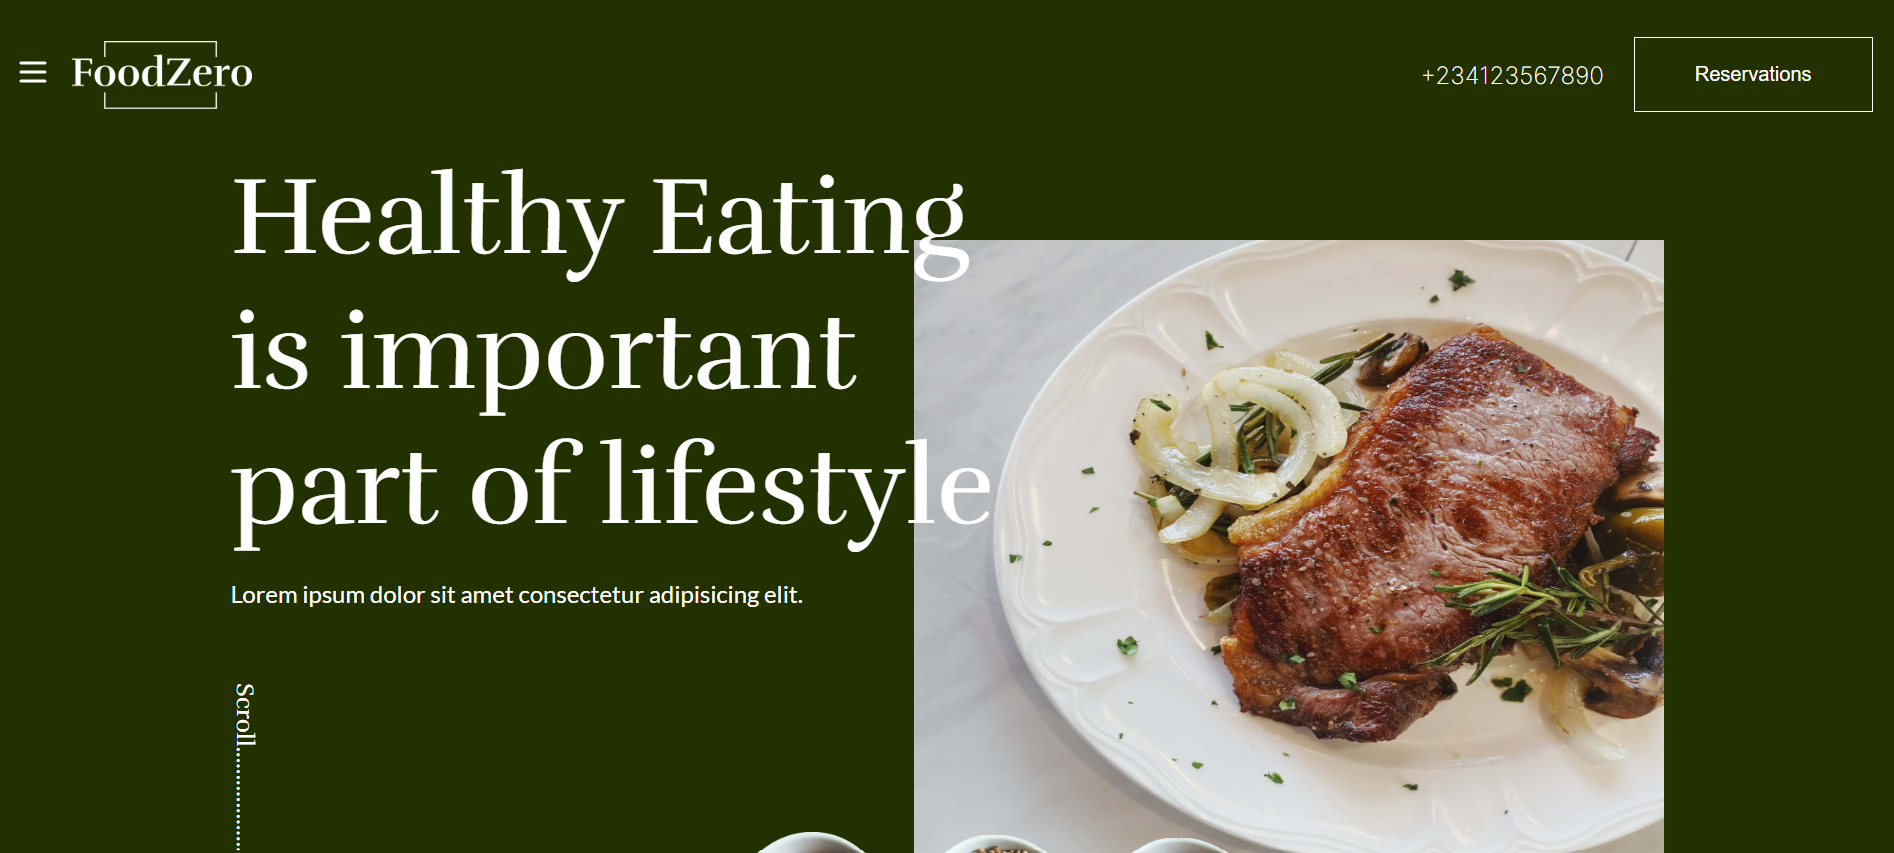 FoodZero
+234123567890
Reservations
Healthy Eating
is important
part of lifestyle
Lorem ipsum dolor sit amet consectetur adipisicing elit.
Scroll..................